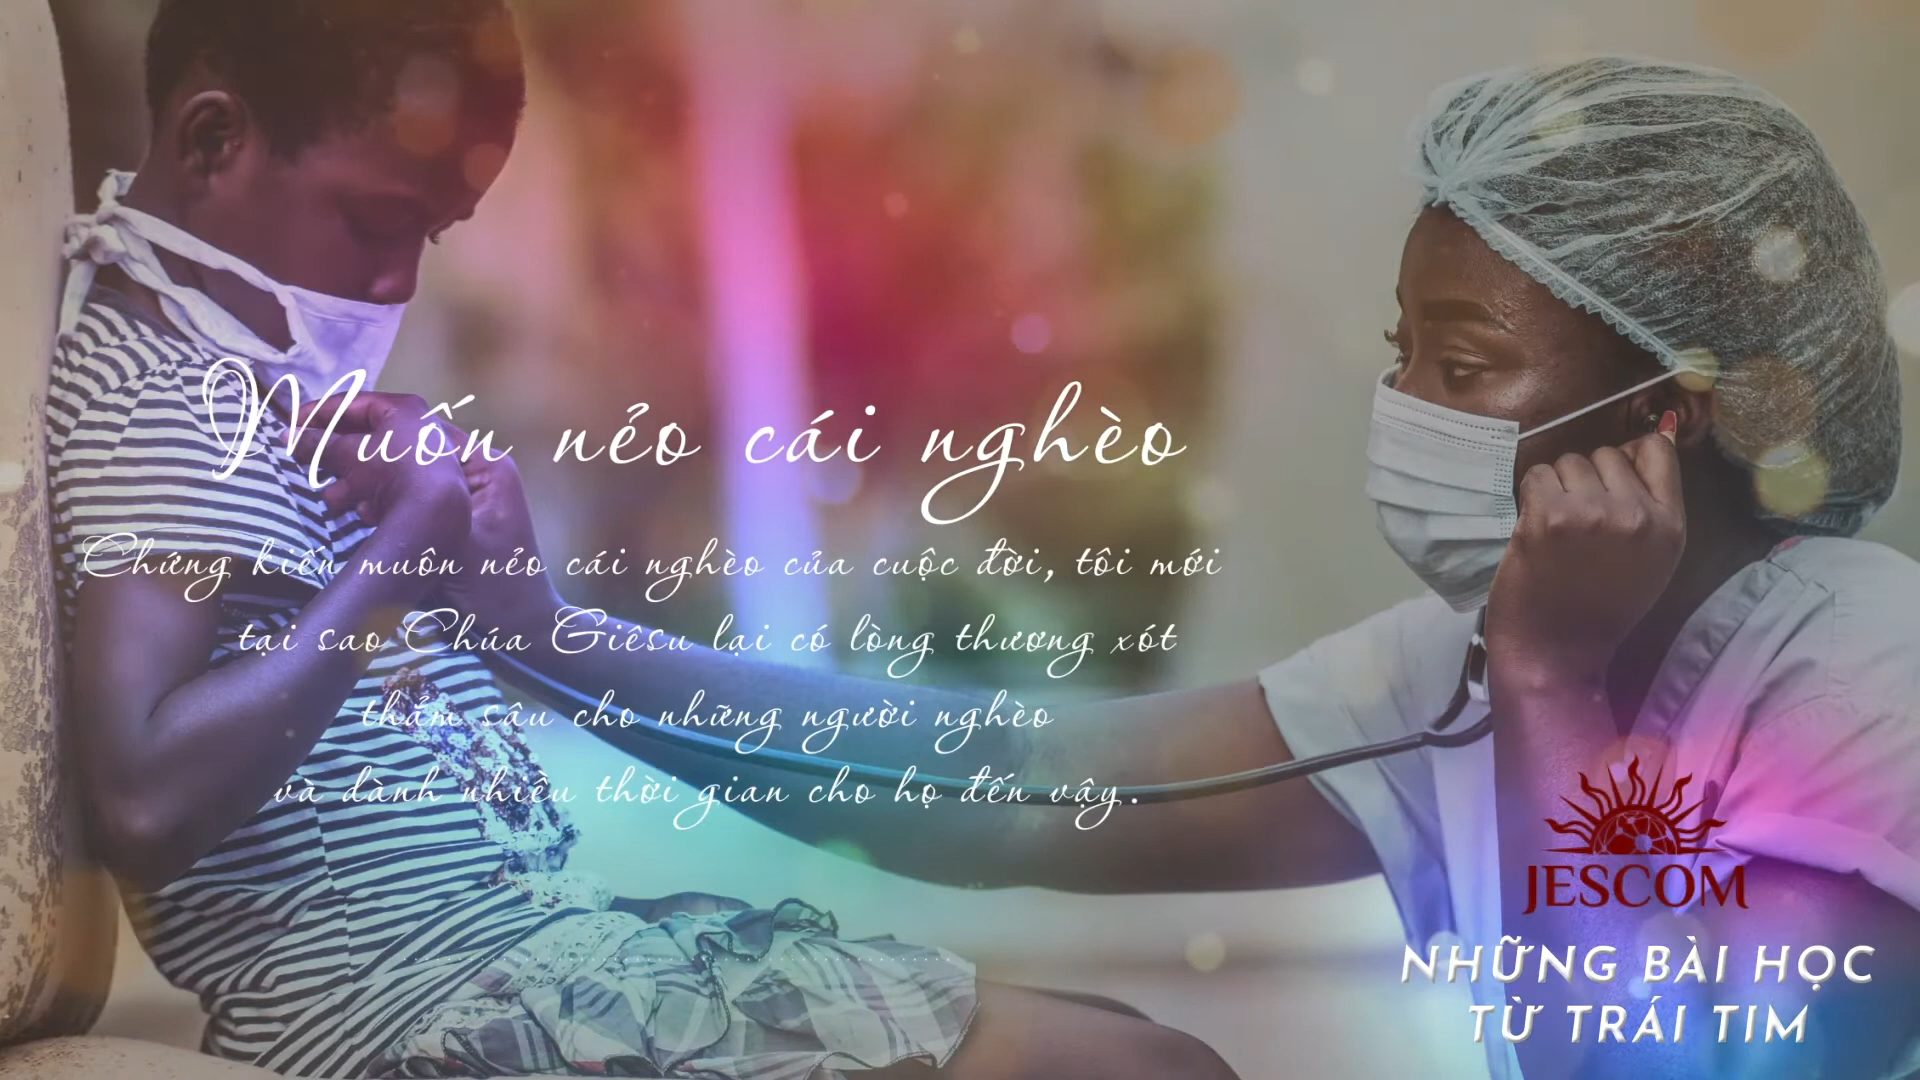 Muôn nẻo cái nghèo
Chứng kiến muôn nẻo cái nghèo của cuộc đời, tôi mới
tại sao Chúa Giêsu lại có lòng thương xót
thẳm sâu cho những người nghèo
và dành nhiều thời gian cho họ đến vậy.
JESCOM
NHỮNG BÀI HỌC
TỪ TRÁI TIM